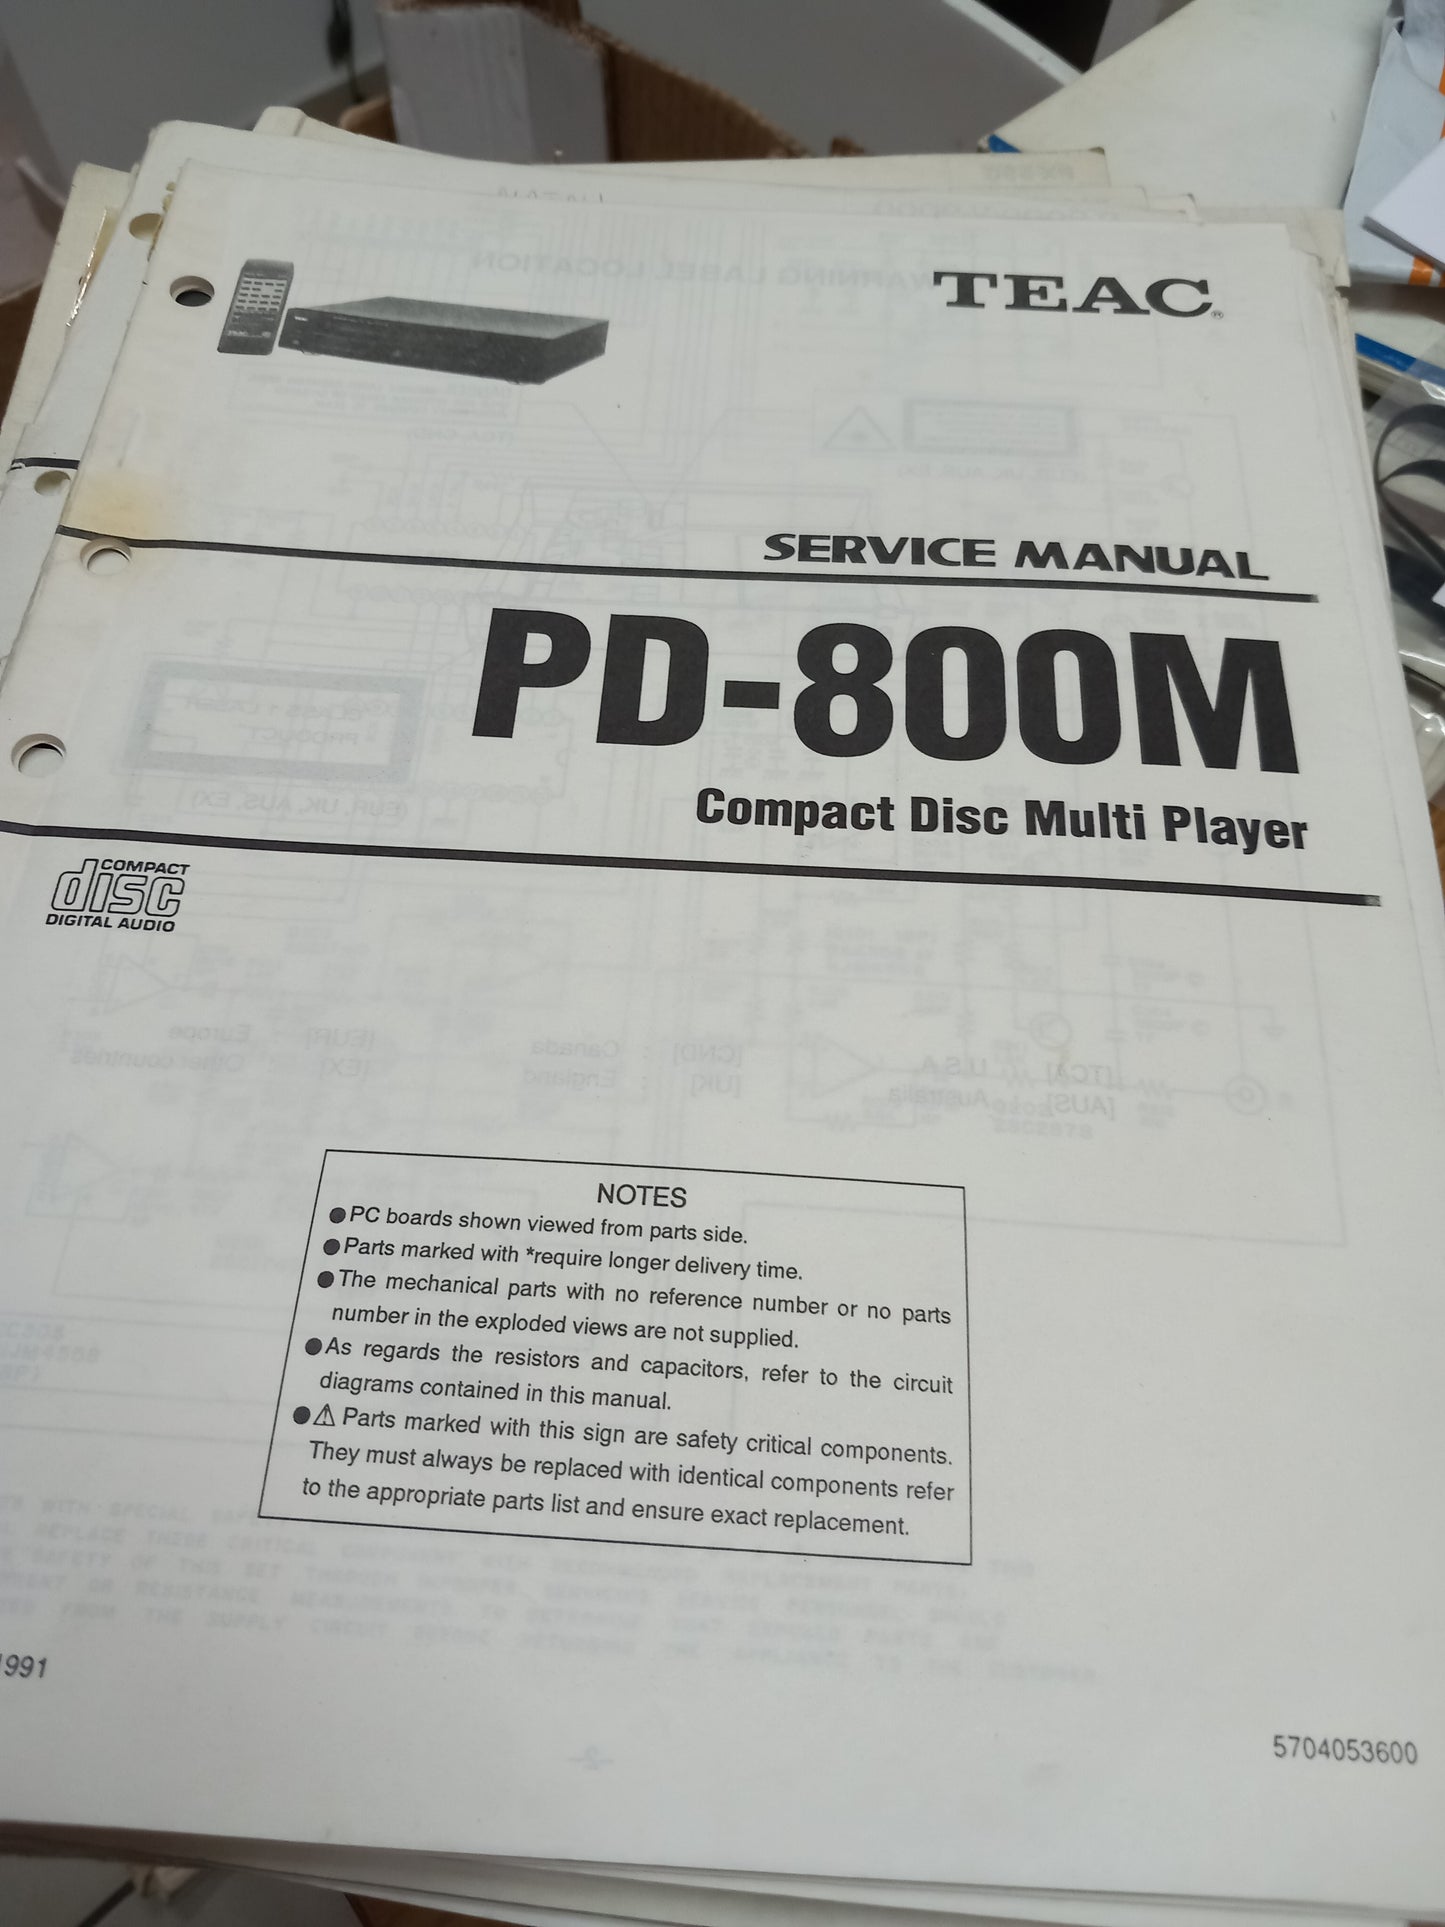 TEAC®
SERVICE MANUAL
PD-800M
Compact Disc Multi Player
COMPACT
disc
DIGITAL AUDIO
NOTES
●PC boards shown viewed from parts side.
●Parts marked with *require longer delivery time.
●The mechanical parts with no reference number or no parts
number in the exploded views are not supplied.
●As regards the resistors and capacitors, refer to the circuit
diagrams contained in this manual.
●⚠ Parts marked with this sign are safety critical components.
They must always be replaced with identical components refer
to the appropriate parts list and ensure exact replacement.
1991
5704053600